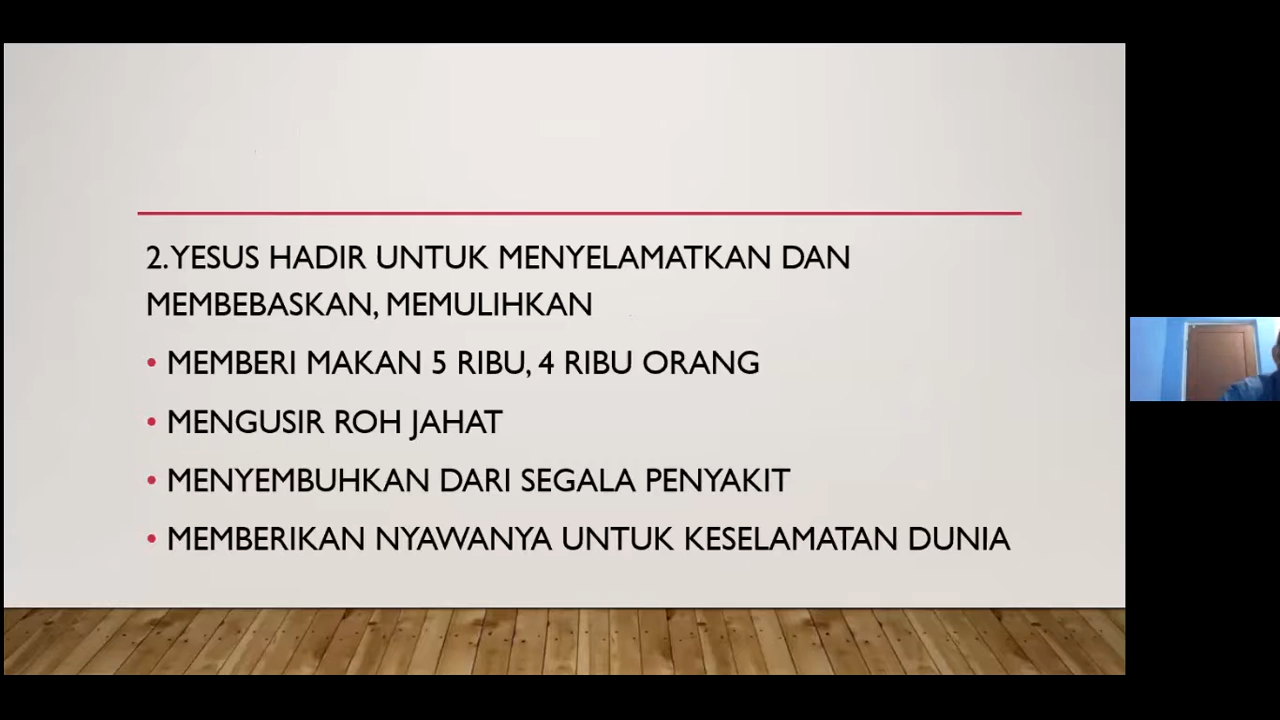 2. YESUS HADIR UNTUK MENYELAMATKAN DAN
MEMBEBASKAN, MEMULIHKAN
• MEMBERI MAKAN 5 RIBU, 4 RIBU ORANG
• MENGUSIR ROH JAHAT
• MENYEMBUHKAN DARI SEGALA PENYAKIT
• MEMBERIKAN NYAWANYA UNTUK KESELAMATAN DUNIA